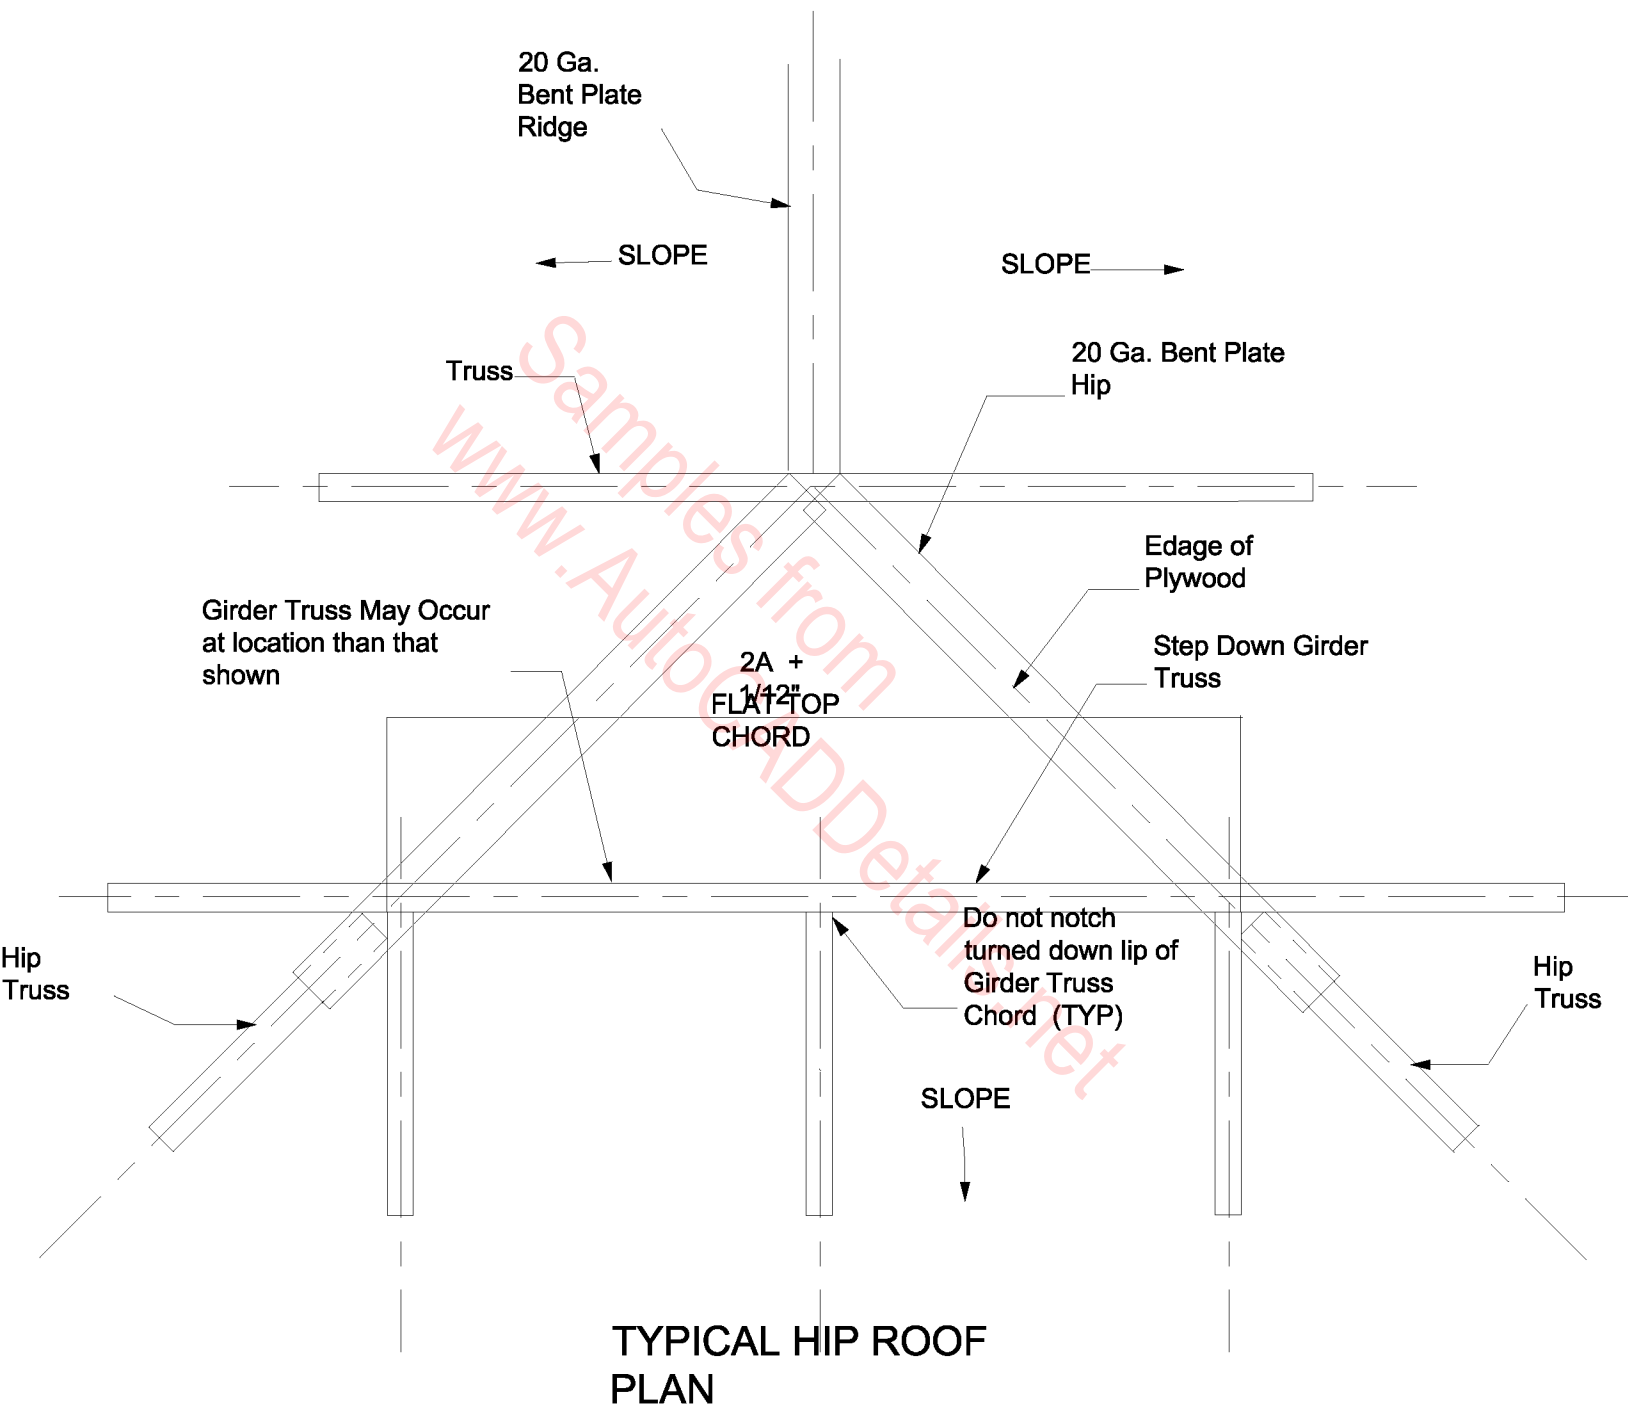 20 Ga.
Bent Plate
Ridge
SLOPE
SLOPE
20 Ga. Bent Plate
Hip
Truss
Edage of
Plywood
Girder Truss May Occur
at location than that
shown
Step Down Girder
Truss
2A +
1/12"
FLAT TOP
CHORD
Do not notch
turned down lip of
Girder Truss
Chord (TYP)
Hip
Truss
Hip
Truss
SLOPE
TYPICAL HIP ROOF
PLAN
Samples from
www.AutoCADDetails.net